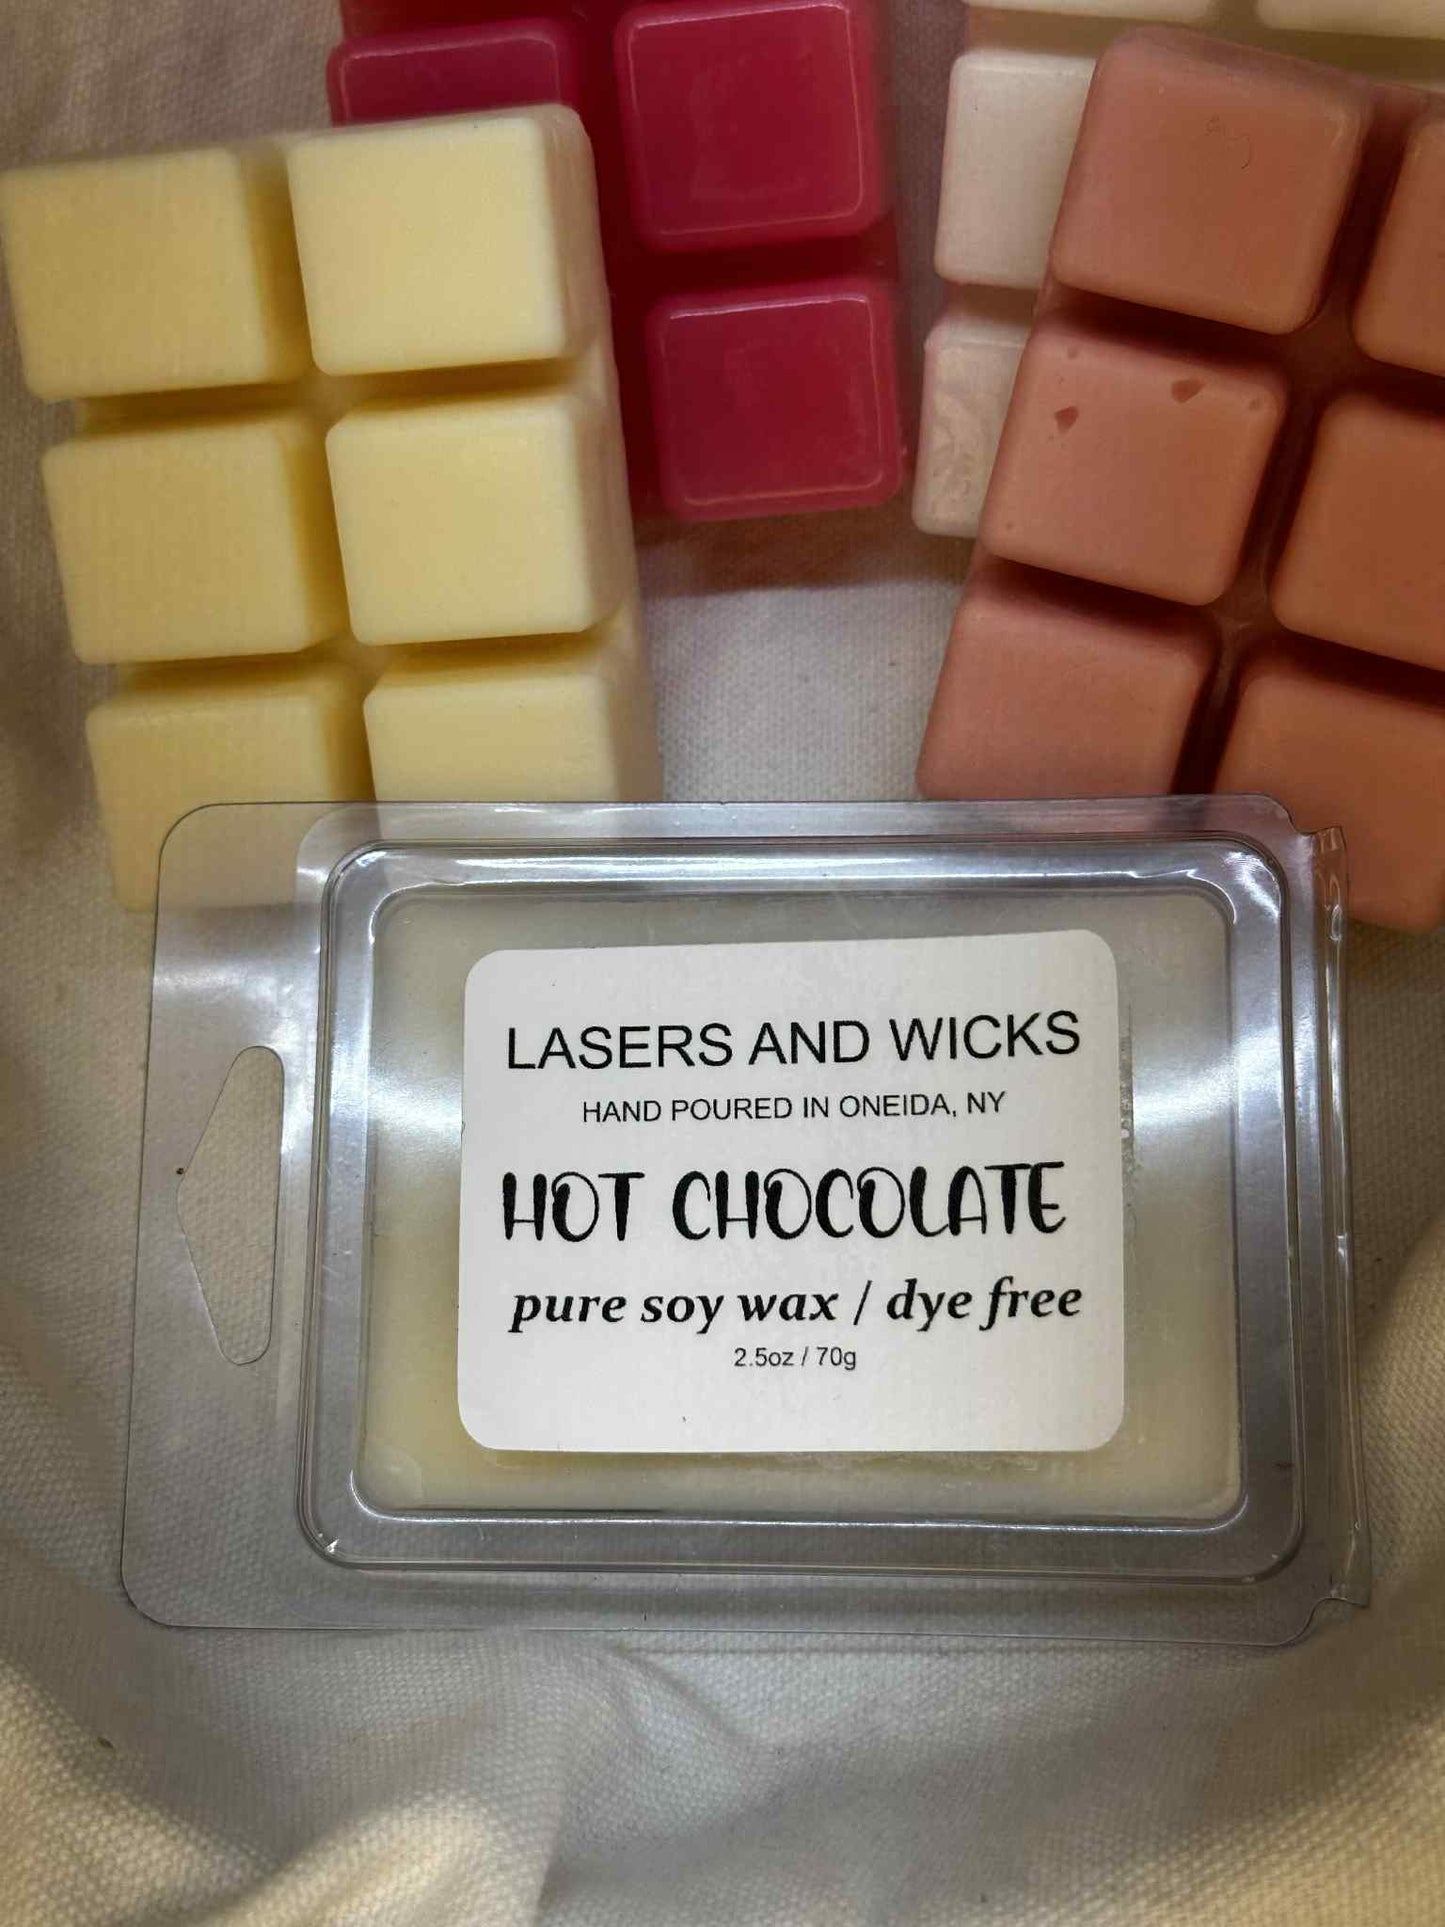 LASERS AND WICKS
HAND POURED IN ONEIDA, NY
HOT CHOCOLATE
pure soy wax / dye free
2.5oz / 70g